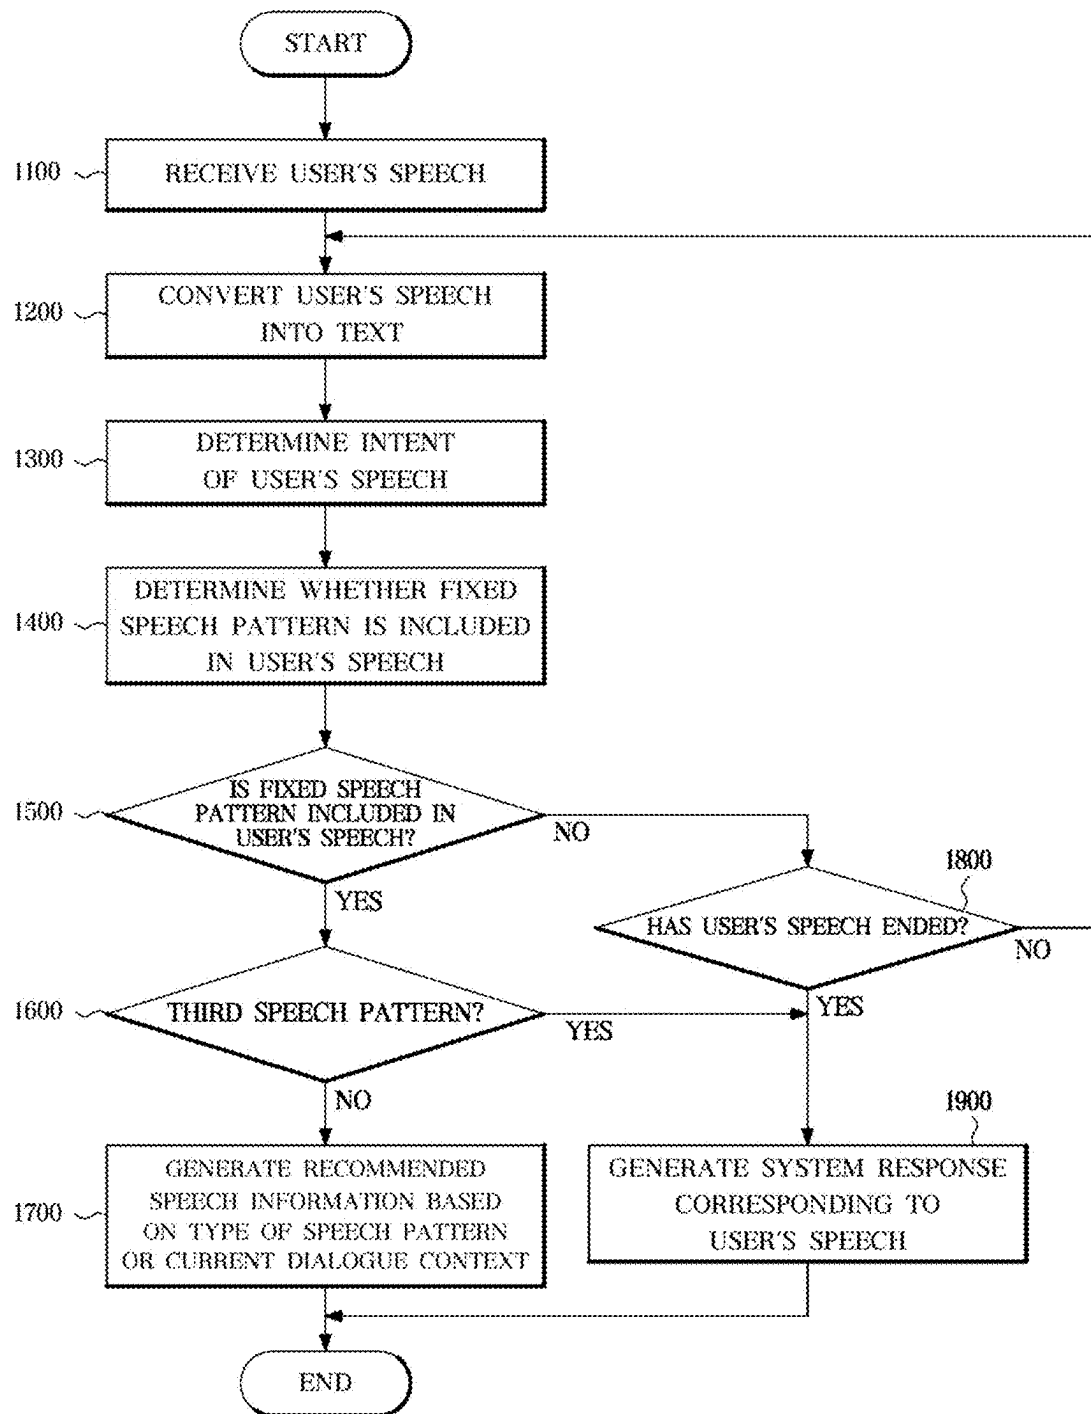 START
1100
RECEIVE USER'S SPEECH
1200
CONVERT USER'S SPEECH
INTO TEXT
1300
DETERMINE INTENT
OF USER'S SPEECH
1400
DETERMINE WHETHER FIXED
SPEECH PATTERN IS INCLUDED
IN USER'S SPEECH
1500
IS FIXED SPEECH
PATTERN INCLUDED IN
USER'S SPEECH?
NO
YES
1800
HAS USER'S SPEECH ENDED?
NO
YES
1600
THIRD SPEECH PATTERN?
YES
NO
1700
GENERATE RECOMMENDED
SPEECH INFORMATION BASED
ON TYPE OF SPEECH PATTERN
OR CURRENT DIALOGUE CONTEXT
1900
GENERATE SYSTEM RESPONSE
CORRESPONDING TO
USER'S SPEECH
END